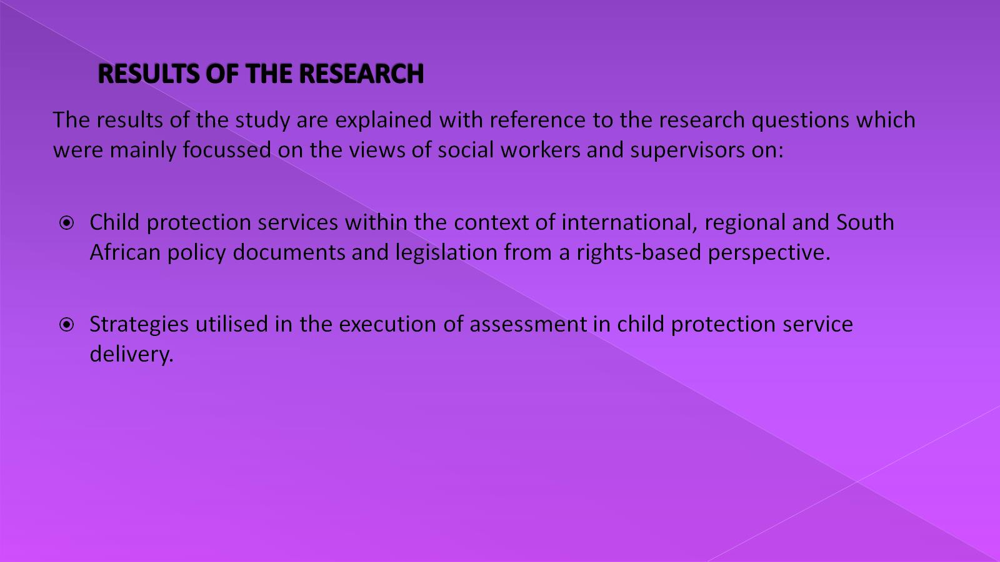 RESULTS OF THE RESEARCH
The results of the study are explained with reference to the research questions which
were mainly focussed on the views of social workers and supervisors on:
Child protection services within the context of international, regional and South
African policy documents and legislation from a rights-based perspective.
Strategies utilised in the execution of assessment in child protection service
delivery.